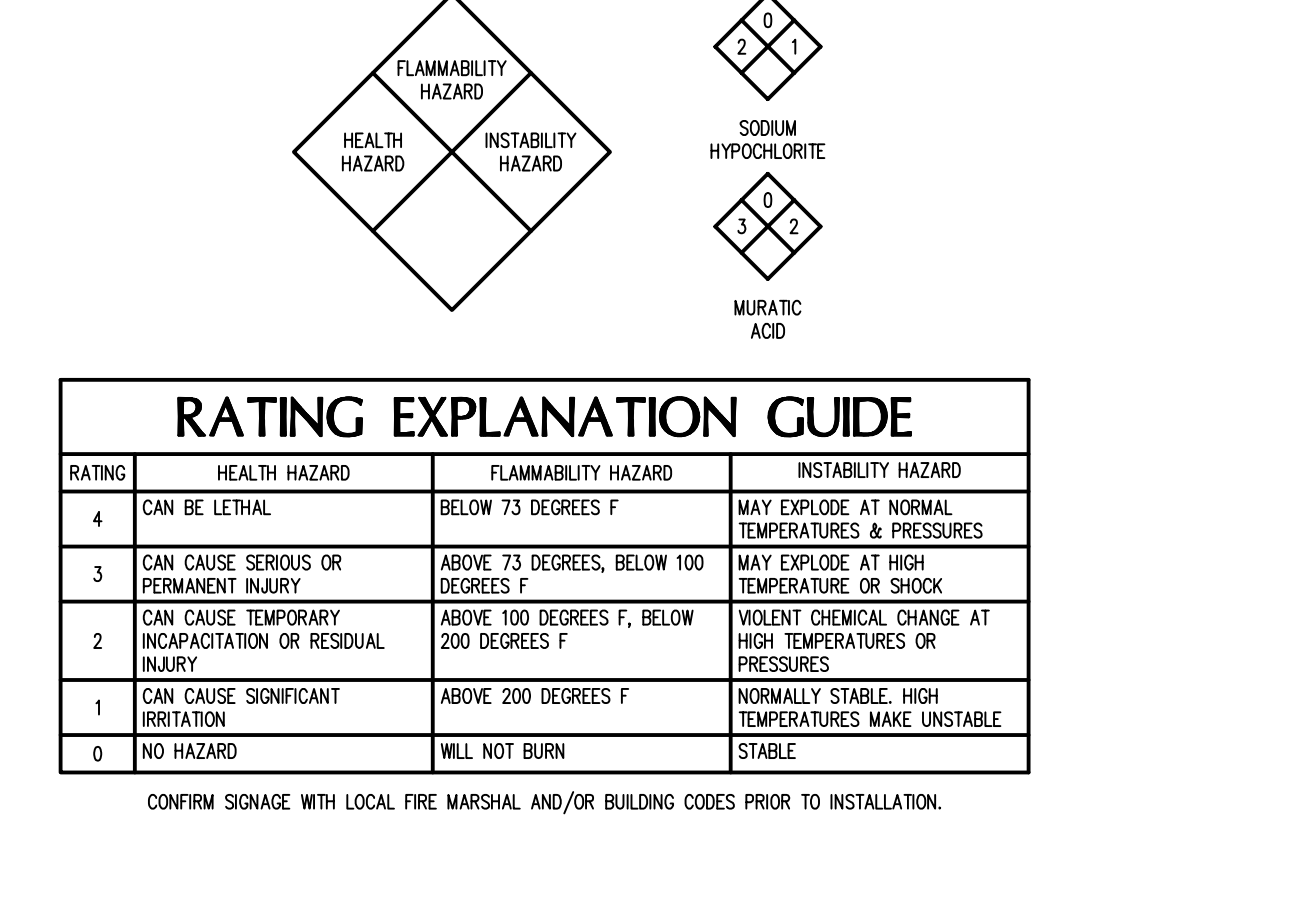 FLAMMABILITY
HAZARD
HEALTH
HAZARD
INSTABILITY
HAZARD
0
2 1
SODIUM
HYPOCHLORITE
0
3 2
MURATIC
ACID
RATING EXPLANATION GUIDE
RATING HEALTH HAZARD FLAMMABILITY HAZARD INSTABILITY HAZARD
4
CAN BE LETHAL
BELOW 73 DEGREES F
MAY EXPLODE AT NORMAL
TEMPERATURES & PRESSURES
3
CAN CAUSE SERIOUS OR
PERMANENT INJURY
ABOVE 73 DEGREES, BELOW 100
DEGREES F
MAY EXPLODE AT HIGH
TEMPERATURE OR SHOCK
2
CAN CAUSE TEMPORARY
INCAPACITATION OR RESIDUAL
INJURY
ABOVE 100 DEGREES F, BELOW
200 DEGREES F
VIOLENT CHEMICAL CHANGE AT
HIGH TEMPERATURES OR
PRESSURES
1
CAN CAUSE SIGNIFICANT
IRRITATION
ABOVE 200 DEGREES F
NORMALLY STABLE. HIGH
TEMPERATURES MAKE UNSTABLE
0
NO HAZARD
WILL NOT BURN
STABLE
CONFIRM SIGNAGE WITH LOCAL FIRE MARSHAL AND/OR BUILDING CODES PRIOR TO INSTALLATION.